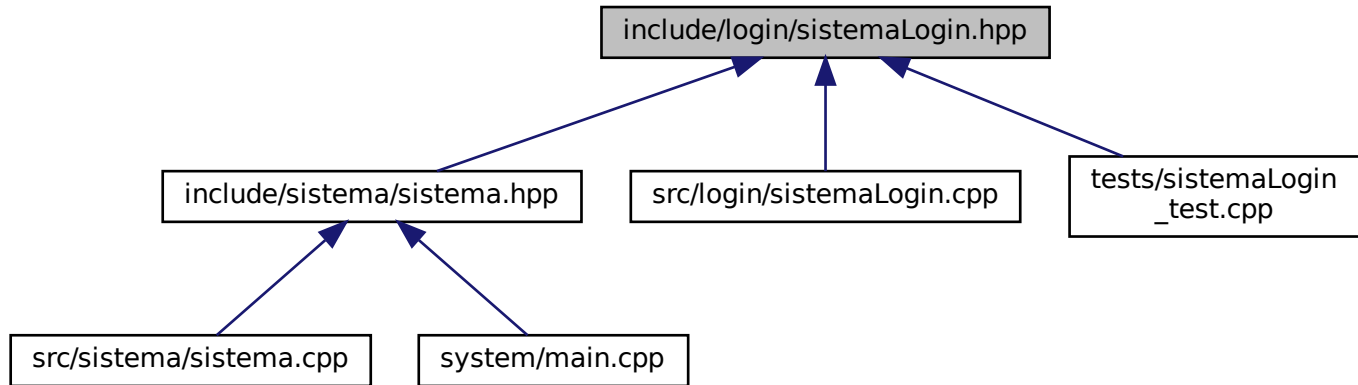 include/login/sistemaLogin.hpp
include/sistema/sistema.hpp
src/login/sistemaLogin.cpp
tests/sistemaLogin
_test.cpp
src/sistema/sistema.cpp
system/main.cpp